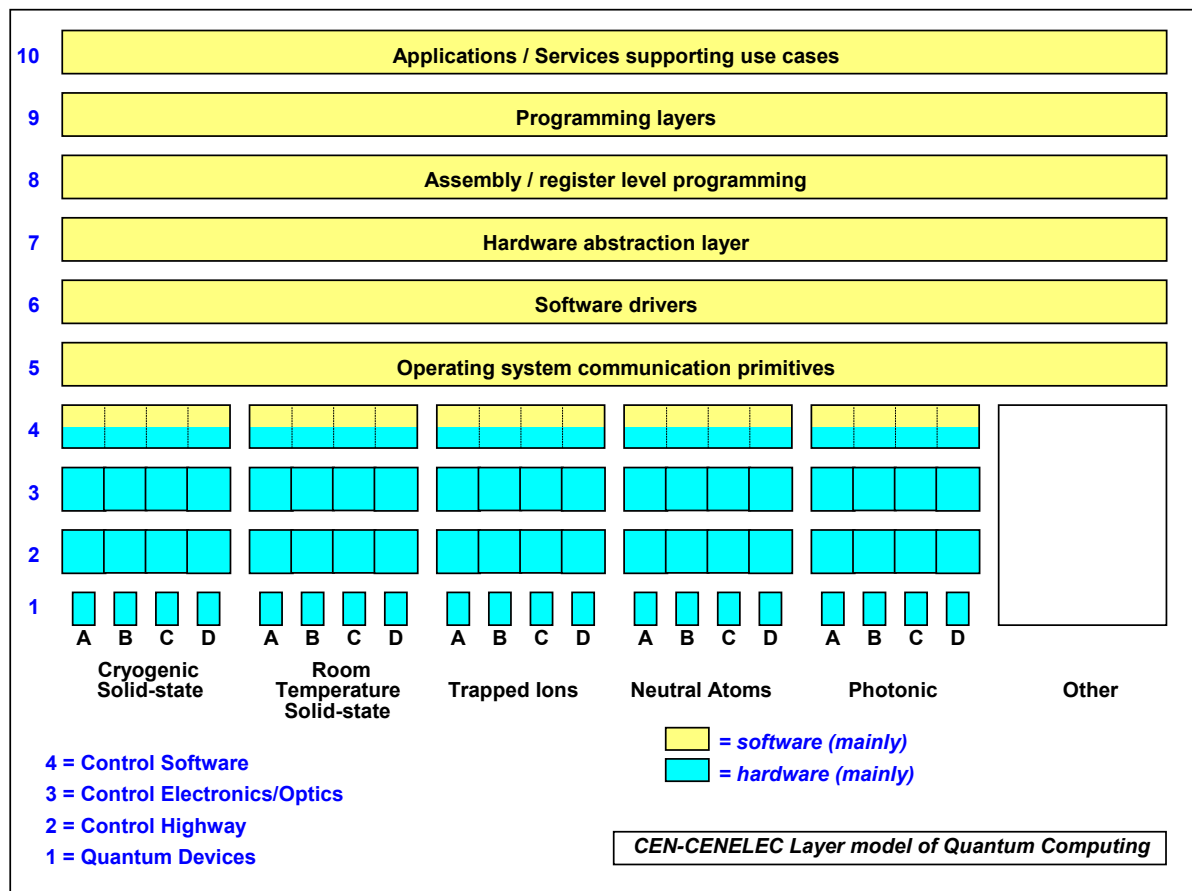 10
Applications / Services supporting use cases
9
Programming layers
8
Assembly / register level programming
7
Hardware abstraction layer
6
Software drivers
5
Operating system communication primitives
4
3
2
1
A B C D A B C D A B C D A B C D A B C D
Cryogenic
Solid-state
Room
Temperature
Solid-state
Trapped Ions
Neutral Atoms
Photonic
Other
= software (mainly)
= hardware (mainly)
4 = Control Software
3 = Control Electronics/Optics
2 = Control Highway
1 = Quantum Devices
CEN-CENELEC Layer model of Quantum Computing